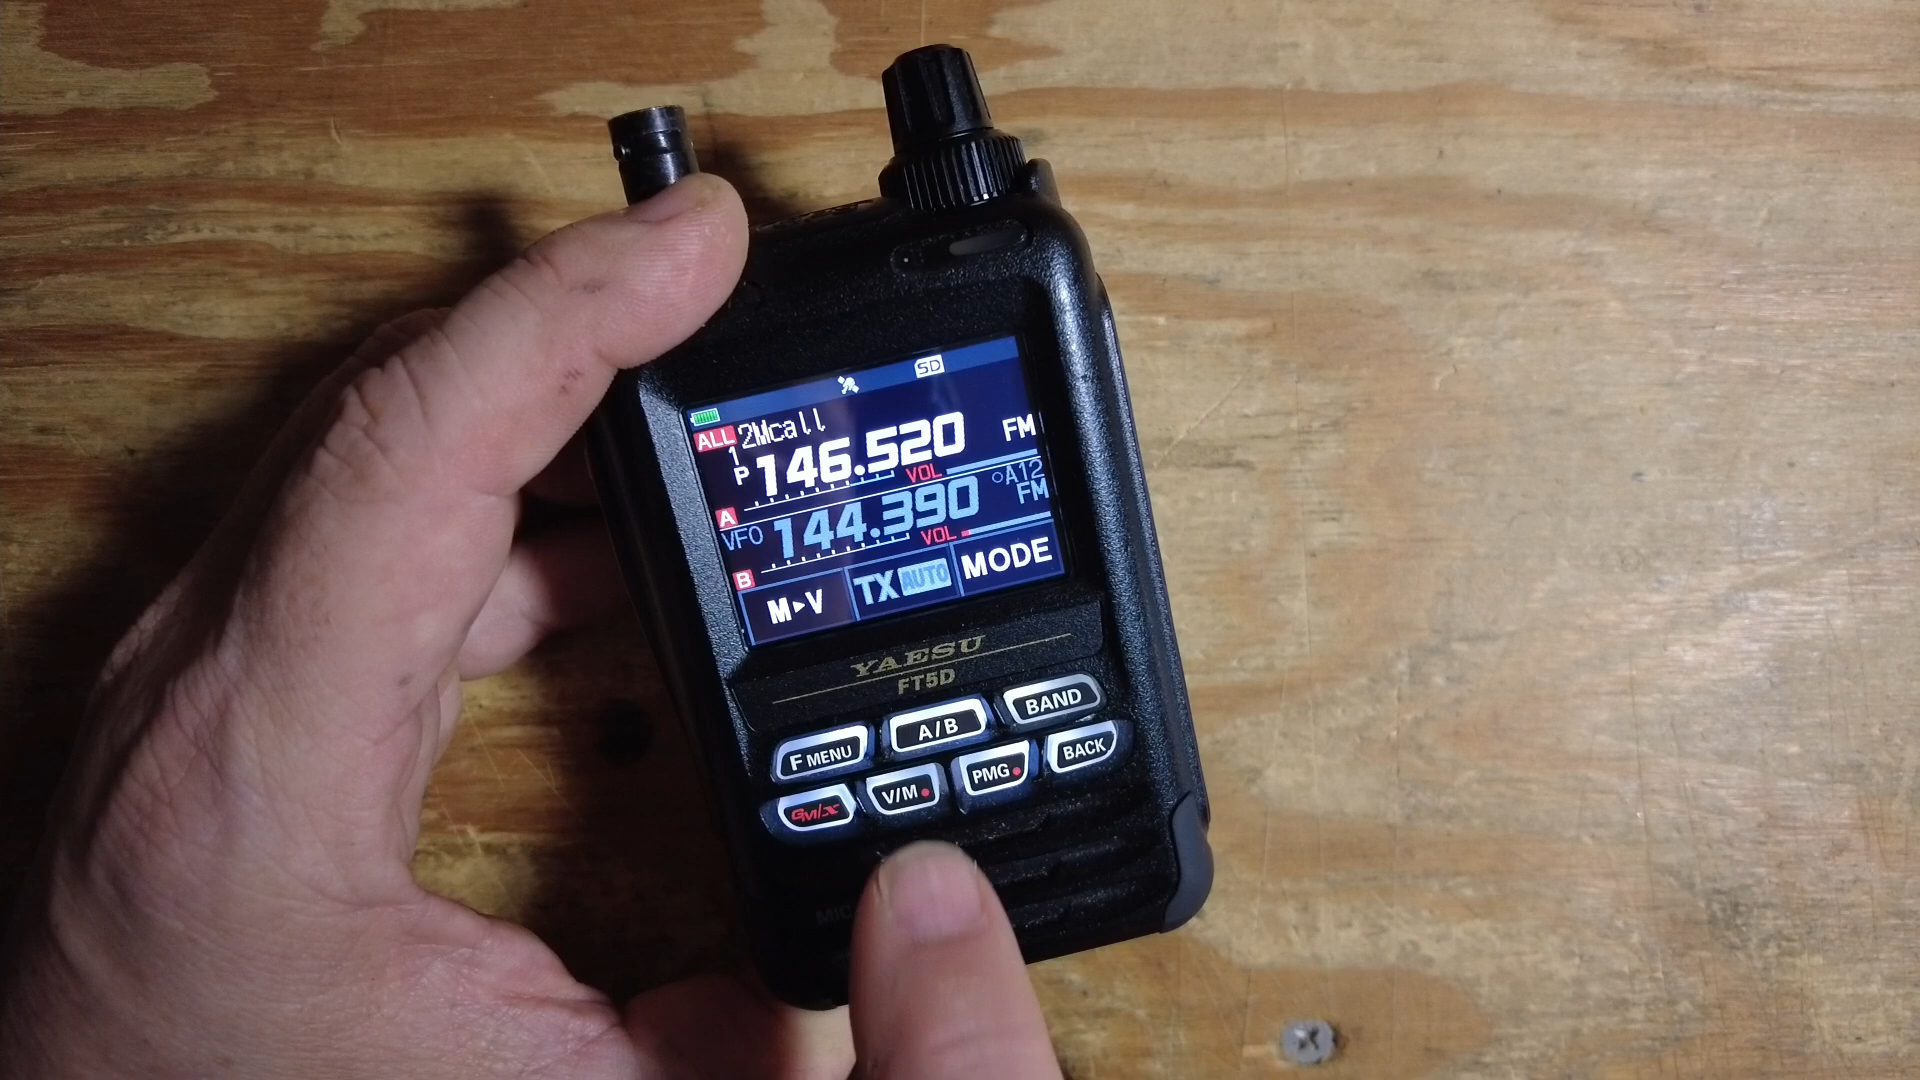 SD
ALL 2Mcall
1
P 146.520 FM
VOL
A
A12
VFO 144.390 FM
VOL
B
M▸V TX AUTO MODE
YAESU
FT5D
F MENU A/B BAND
GM/X V/M PMG BACK
MIC